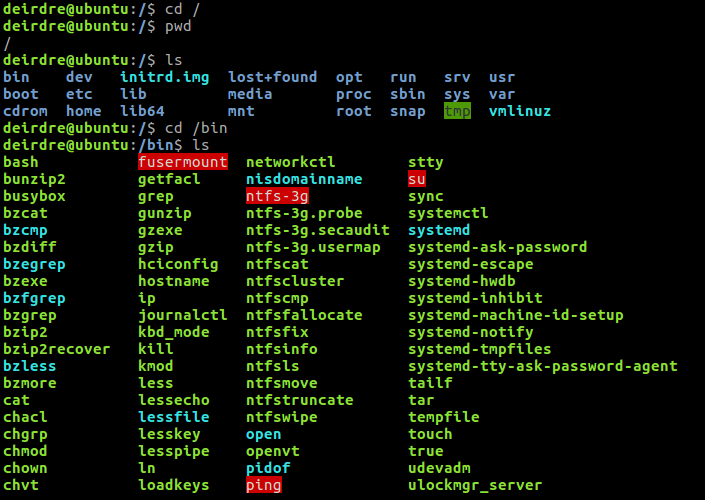 deirdre@ubuntu:/$ cd /
deirdre@ubuntu:/$ pwd
/
deirdre@ubuntu:/$ ls
bin    dev   initrd.img  lost+found  opt   run   srv  usr
boot   etc   lib         media       proc  sbin  sys  var
cdrom  home  lib64       mnt         root  snap  tmp  vmlinuz
deirdre@ubuntu:/$ cd /bin
deirdre@ubuntu:/bin$ ls
bash           fusermount  networkctl      stty
bunzip2        getfacl     nisdomainname   su
busybox        grep        ntfs-3g         sync
bzcat          gunzip      ntfs-3g.probe   systemctl
bzcmp          gzexe       ntfs-3g.secaudit  systemd
bzdiff         gzip        ntfs-3g.usermap  systemd-ask-password
bzegrep        hciconfig   ntfscat         systemd-escape
bzexe          hostname    ntfscluster     systemd-hwdb
bzfgrep        ip          ntfscmp         systemd-inhibit
bzgrep         journalctl  ntfsfallocate   systemd-machine-id-setup
bzip2          kbd_mode    ntfsfix         systemd-notify
bzip2recover   kill        ntfsinfo        systemd-tmpfiles
bzless         kmod        ntfsls          systemd-tty-ask-password-agent
bzmore         less        ntfsmove        tailf
cat            lessecho    ntfstruncate    tar
chacl          lessfile    ntfswipe        tempfile
chgrp          lesskey     open            touch
chmod          lesspipe    openvt          true
chown          ln          pidof           udevadm
chvt           loadkeys    ping            ulockmgr_server